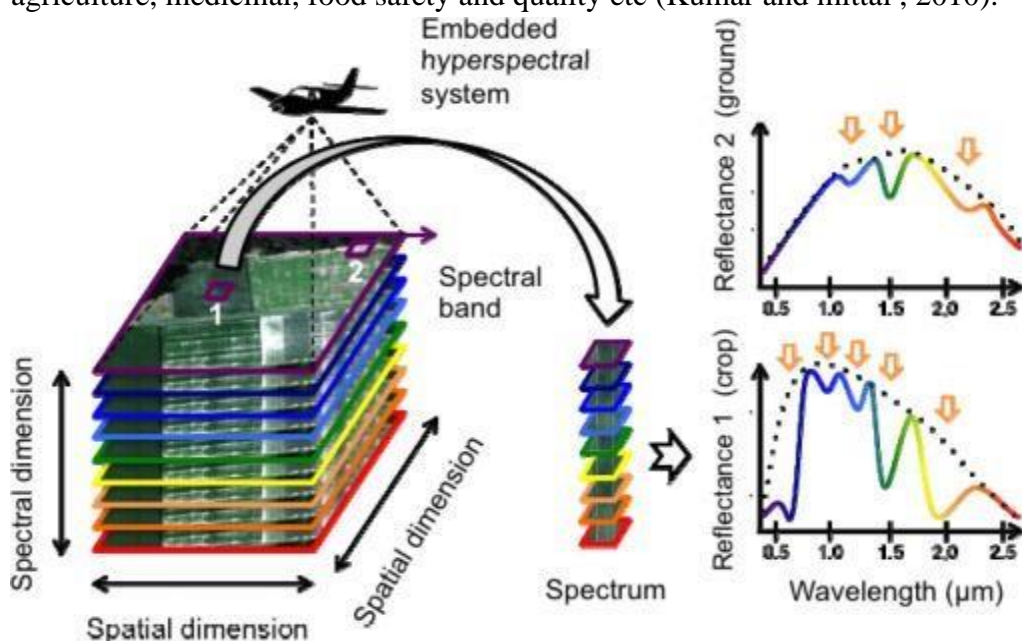 agriculture, medicinal, food safety and quality etc (Kumar and mittal , 2010).
Embedded
hyperspectral
system
1
2
Spectral
band
Spectral dimension
Spatial dimension
Spatial dimension
Spectrum
Reflectance 2 (ground)
0.5 1.0 1.5 2.0 2.5
Reflectance 1 (crop)
0.5 1.0 1.5 2.0 2.5
Wavelength (µm)